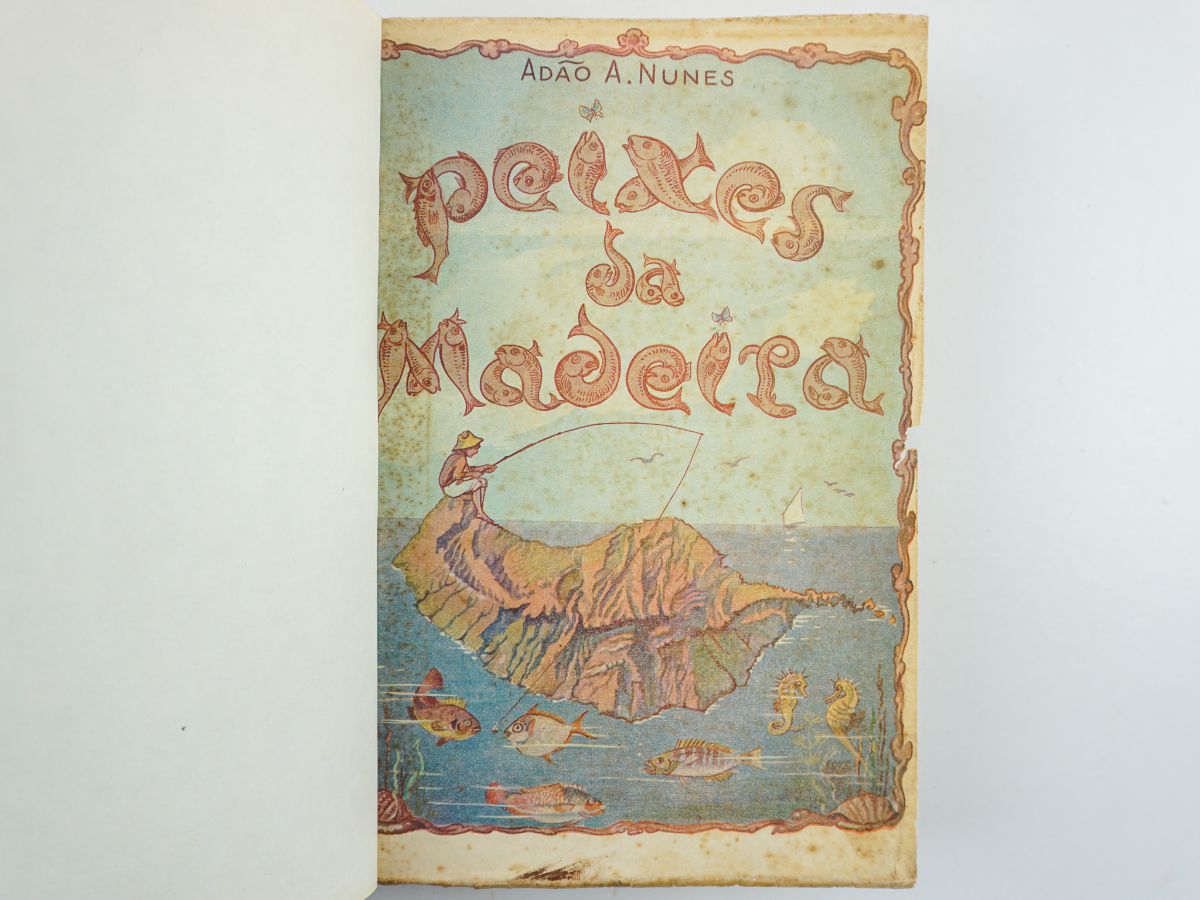 ADÃO A. NUNES
Peixes
da
Madeira